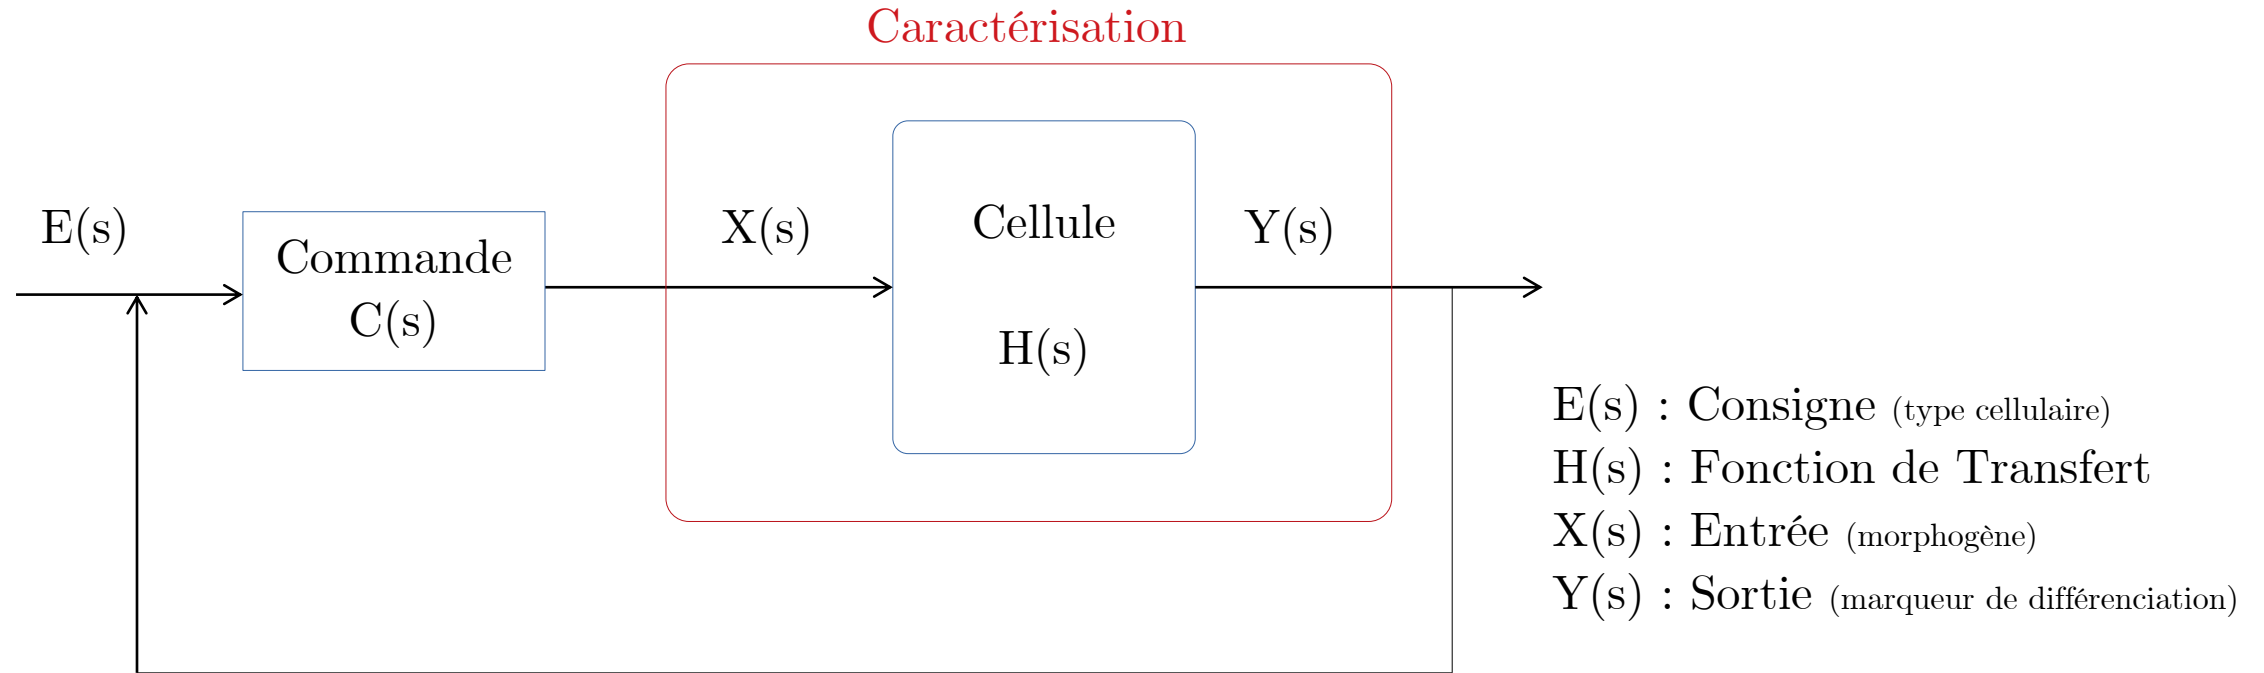 Caractérisation
E(s)
Commande
C(s)
X(s)
Cellule
H(s)
Y(s)
E(s) : Consigne (type cellulaire)
H(s) : Fonction de Transfert
X(s) : Entrée (morphogène)
Y(s) : Sortie (marqueur de différenciation)